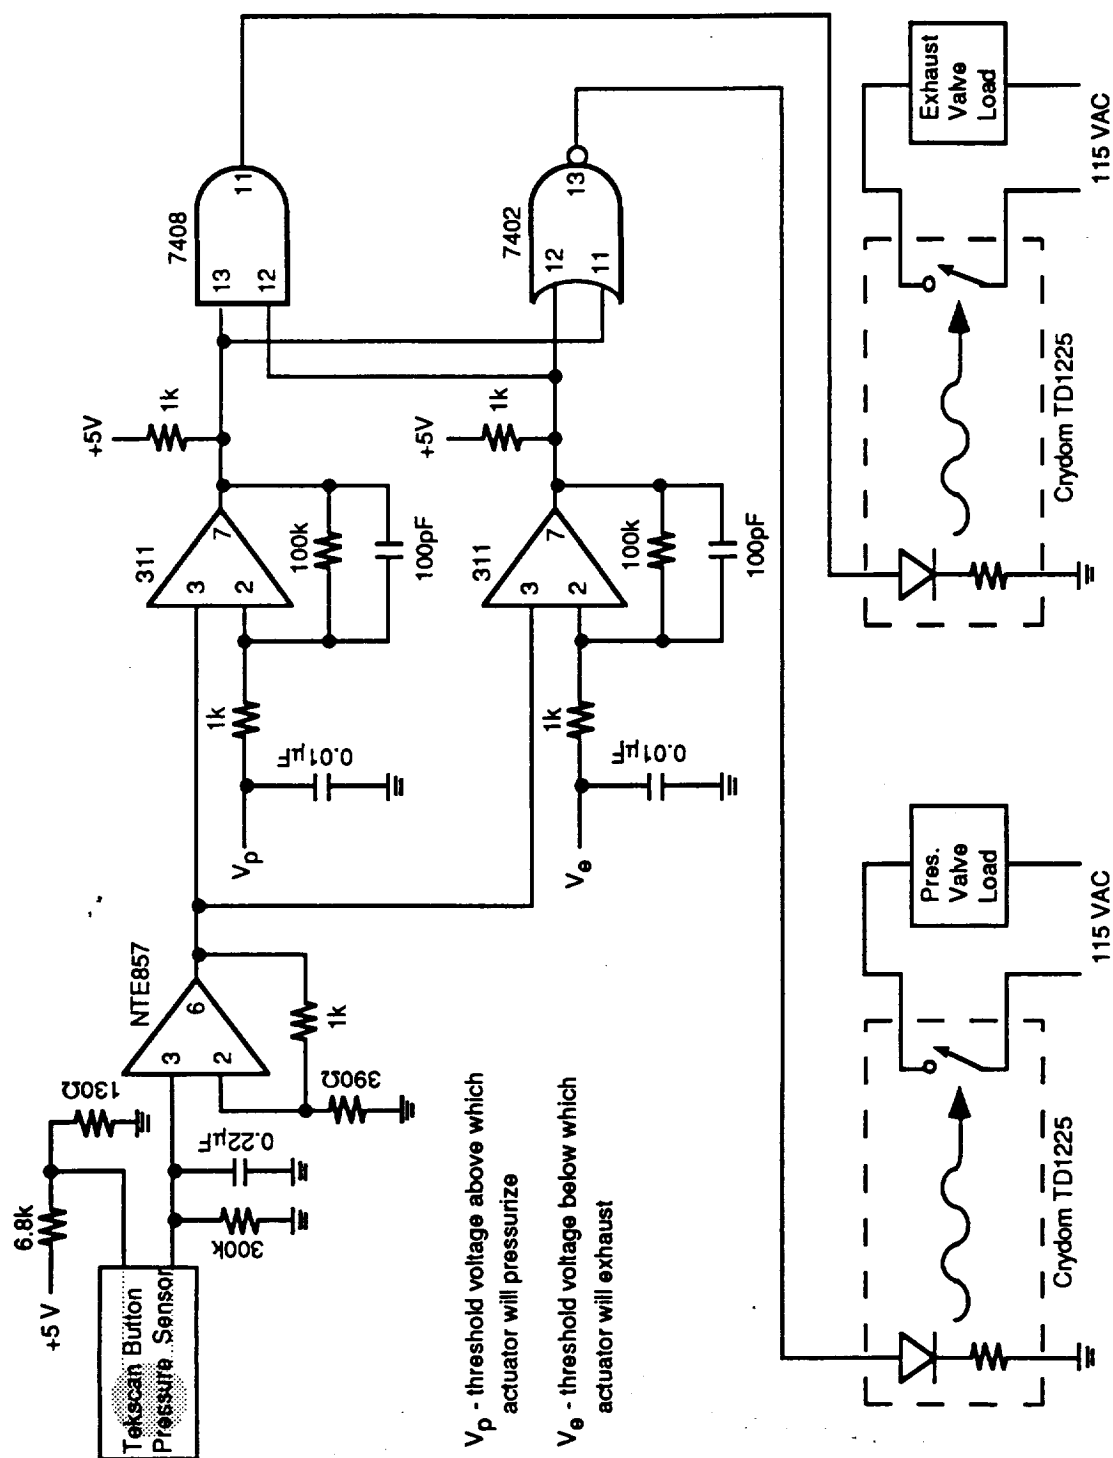 Tekscan Button
Pressure Sensor
+5 V
6.8k
130Ω
300k
0.22µF
NTE857
3
2
6
390Ω
1k
Vp
0.01µF
1k
311
3
2
7
100k
100pF
+5V
1k
7408
13
12
11
Ve
0.01µF
1k
311
3
2
7
100k
100pF
+5V
1k
7402
12
11
13
Vp - threshold voltage above which
actuator will pressurize
Ve - threshold voltage below which
actuator will exhaust
Crydom TD1225
Pres.
Valve
Load
115 VAC
Crydom TD1225
Exhaust
Valve
Load
115 VAC